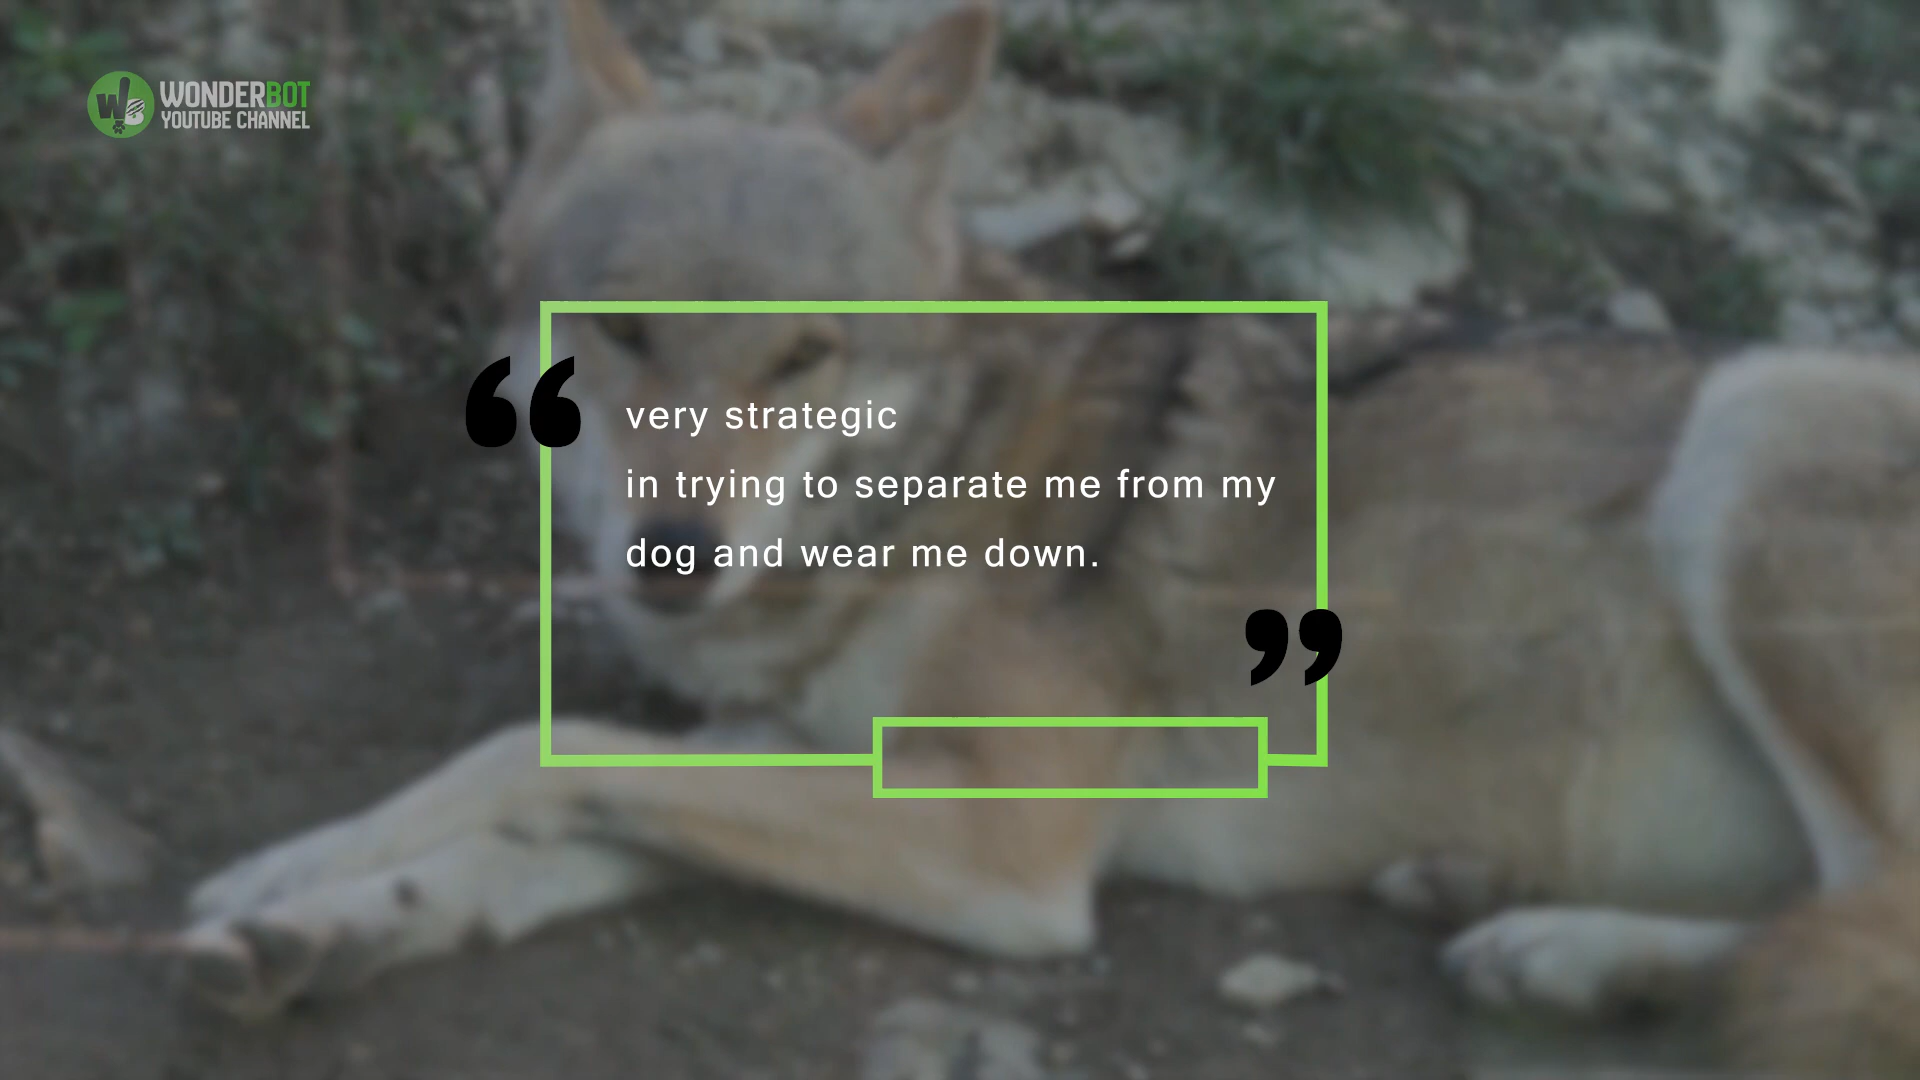 WONDERBOT
YOUTUBE CHANNEL
very strategic
in trying to separate me from my
dog and wear me down.